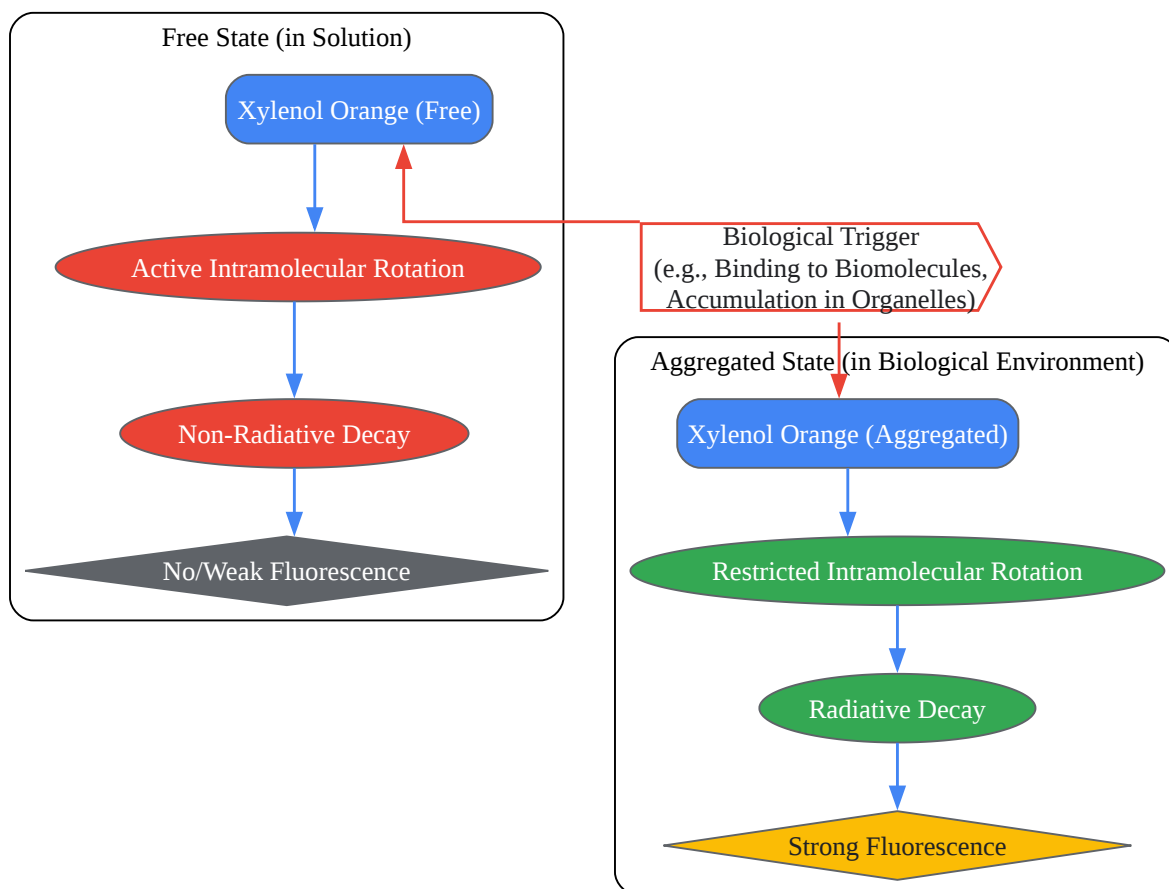 Free State (in Solution)
Xylenol Orange (Free)
Active Intramolecular Rotation
Non-Radiative Decay
No/Weak Fluorescence
Biological Trigger
(e.g., Binding to Biomolecules,
Accumulation in Organelles)
Aggregated State (in Biological Environment)
Xylenol Orange (Aggregated)
Restricted Intramolecular Rotation
Radiative Decay
Strong Fluorescence